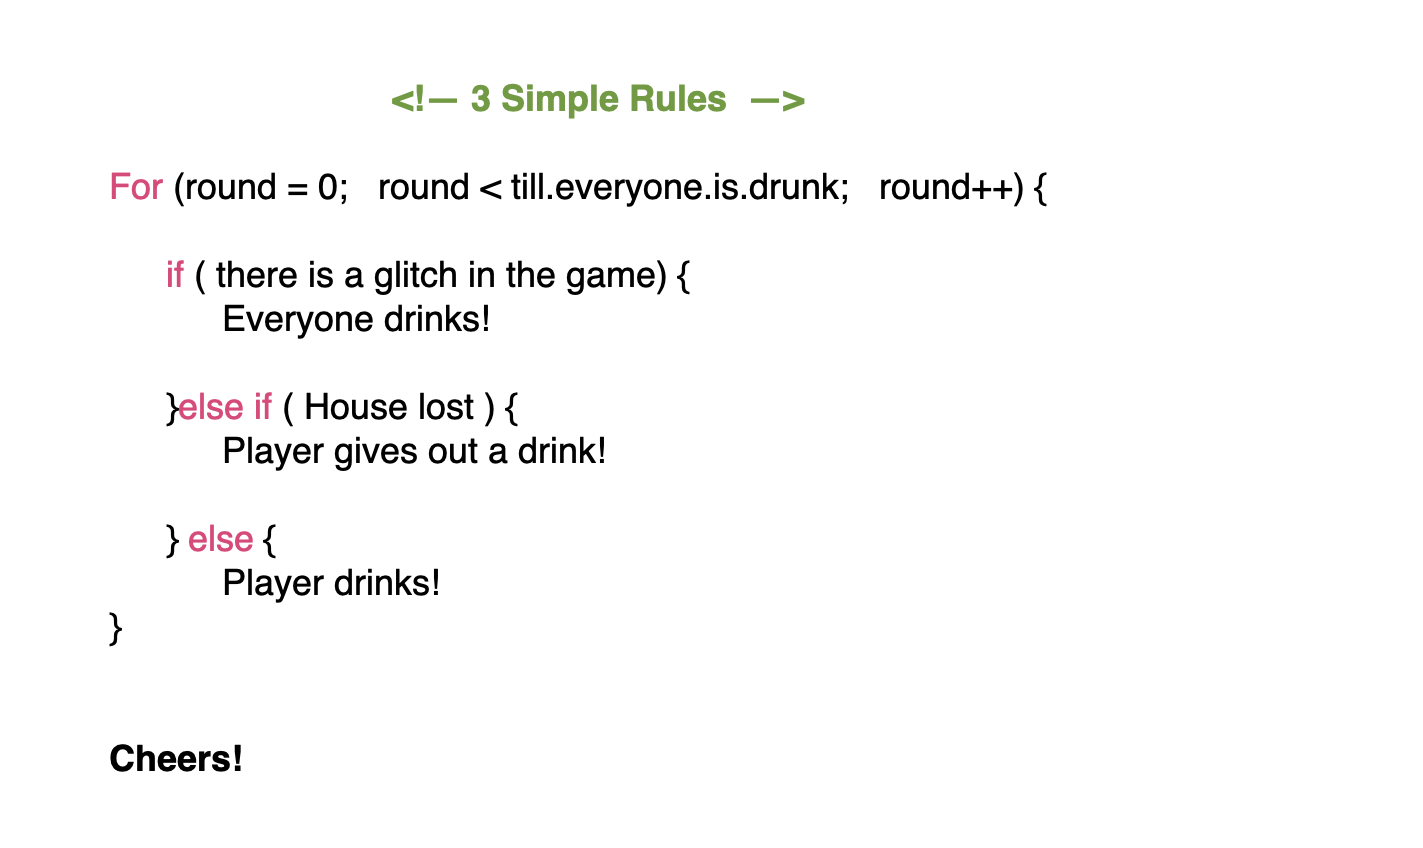 <!— 3 Simple Rules —>
For (round = 0; round < till.everyone.is.drunk; round++) {
if ( there is a glitch in the game) {
Everyone drinks!
}else if ( House lost ) {
Player gives out a drink!
} else {
Player drinks!
}
Cheers!